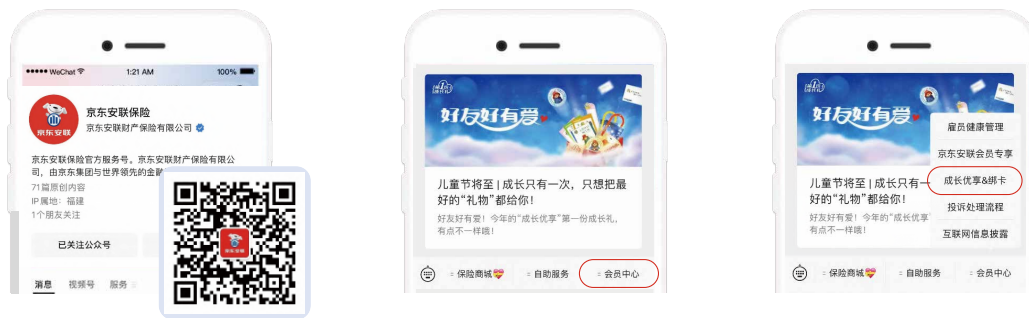 WeChat
1:21 AM
100%
京东安联
京东安联保险
京东安联财产保险有限公司
京东安联保险官方服务号。京东安联财产保险有限公
司，由京东集团与世界领先的金融
71篇原创内容
IP属地：福建
1个朋友关注
已关注公众号
消息 视频号 服务
好友好有爱
儿童节将至 | 成长只有一次，只想把最
好的“礼物”都给你！
好友好有爱！今年的“成长优享”第一份成长礼，
有点不一样哦！
保险商城
自助服务
会员中心
好友好有爱
雇员健康管理
京东安联会员专享
成长优享&绑卡
投诉处理流程
互联网信息披露
儿童节将至 | 成长只有一
好的“礼物”都给你！
好友好有爱！今年的“成长优享”
有点不一样哦！
保险商城
自助服务
会员中心